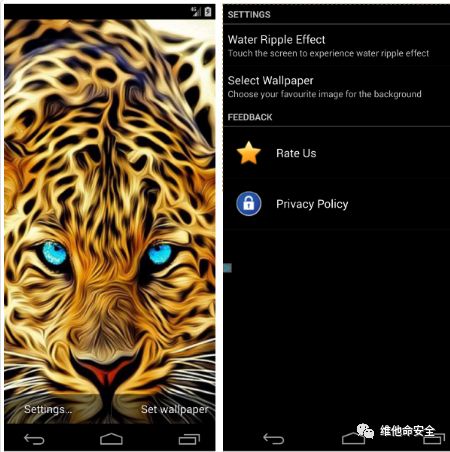 Settings...
Set wallpaper
SETTINGS
Water Ripple Effect
Touch the screen to experience water ripple effect
Select Wallpaper
Choose your favourite image for the background
FEEDBACK
Rate Us
Privacy Policy
维他命安全